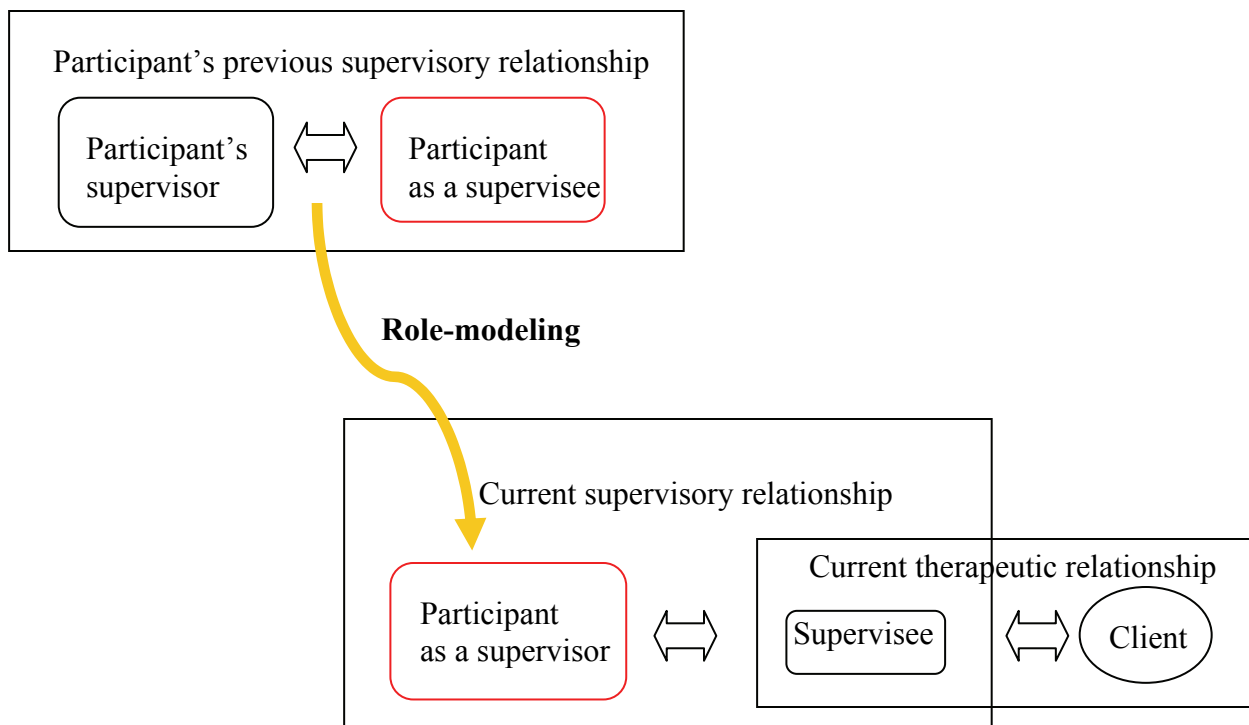 Participant’s previous supervisory relationship
Participant’s
supervisor
Participant
as a supervisee
Role-modeling
Current supervisory relationship
Current therapeutic relationship
Participant
as a supervisor
Supervisee
Client